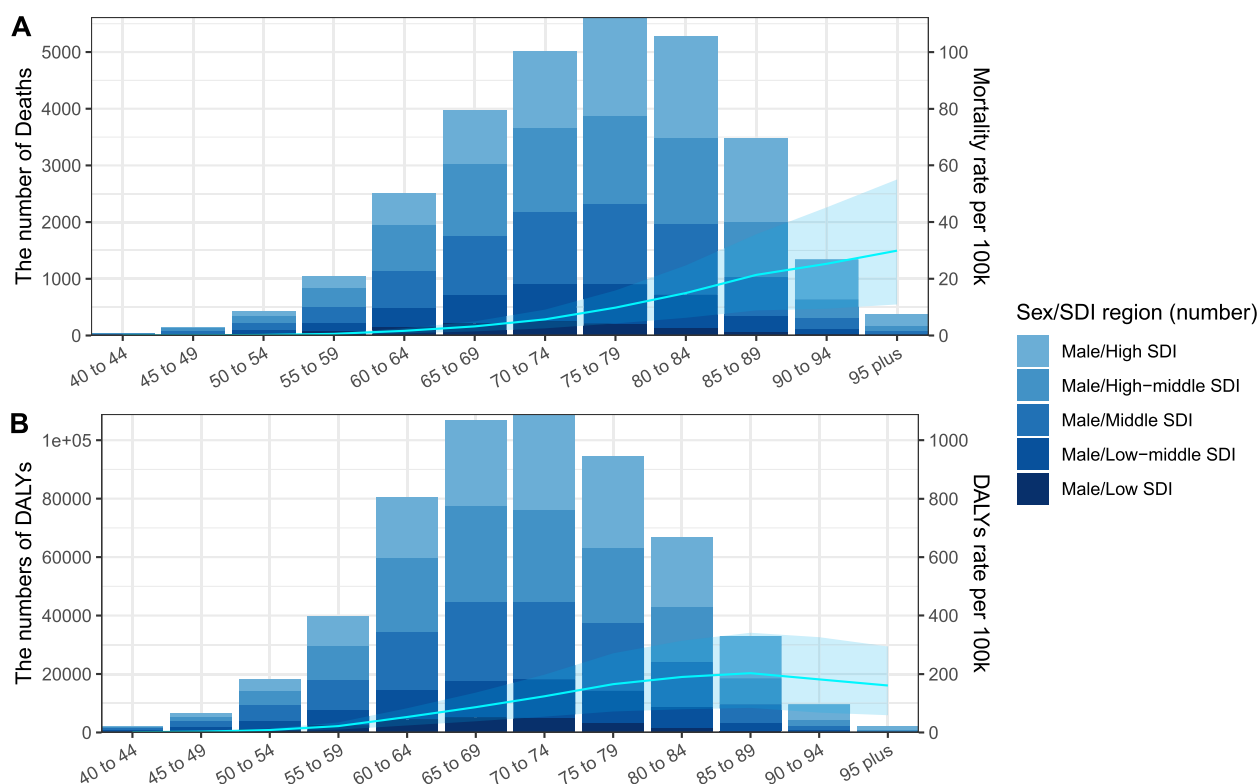 A
The number of Deaths
5000
4000
3000
2000
1000
0
100
80
60
40
20
0
Mortality rate per 100k
40 to 44
45 to 49
50 to 54
55 to 59
60 to 64
65 to 69
70 to 74
75 to 79
80 to 84
85 to 89
90 to 94
95 plus
B
The numbers of DALYs
1e+05
80000
60000
40000
20000
0
1000
800
600
400
200
0
DALYs rate per 100k
40 to 44
45 to 49
50 to 54
55 to 59
60 to 64
65 to 69
70 to 74
75 to 79
80 to 84
85 to 89
90 to 94
95 plus
Sex/SDI region (number)
Male/High SDI
Male/High−middle SDI
Male/Middle SDI
Male/Low−middle SDI
Male/Low SDI